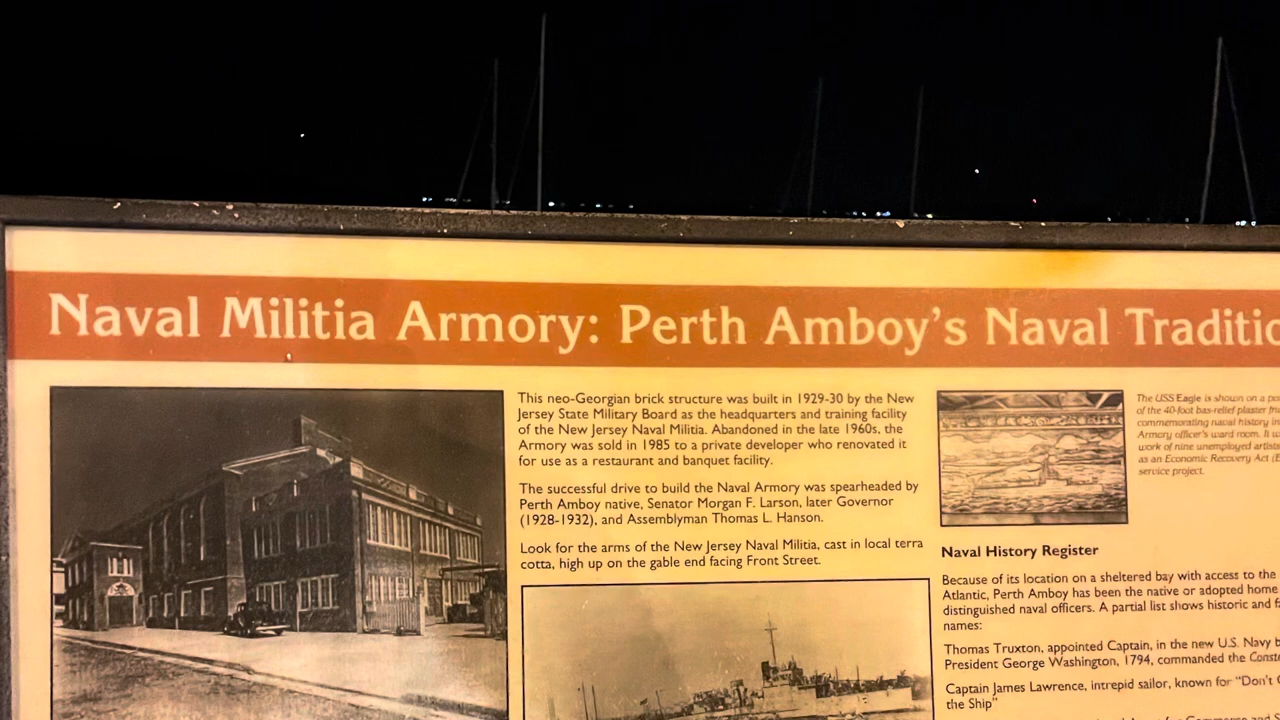 Naval Militia Armory: Perth Amboy's Naval
This neo-Georgian brick structure was built in 1929-30 by the New
Jersey State Military Board as the headquarters and training facility
of the New Jersey Naval Militia. Abandoned in the late 1960s, the
Armory was sold in 1985 to a private developer who renovated it
for use as a restaurant and banquet facility.
The successful drive to build the Naval Armory was spearheaded by
Perth Amboy native, Senator Morgan F. Larson, later Governor
(1928-1932), and Assemblyman Thomas L. Hanson.
Look for the arms of the New Jersey Naval Militia, cast in local terra
cotta, high up on the gable end facing Front Street.
The USS Eagle is shown on a
of the 40-foot bas-relief plaster
commemorating naval history
Armory officer's ward room. It
work of nine unemployed
as an Economic Recovery Act
service project.
Naval History Register
Because of its location on a sheltered bay with access to the
Atlantic, Perth Amboy has been the native or adopted home
distinguished naval officers. A partial list shows historic and
names:
Thomas Truxton, appointed Captain, in the new U.S. Navy
President George Washington, 1794, commanded the
Captain James Lawrence, intrepid sailor, known for "Don't
the Ship"